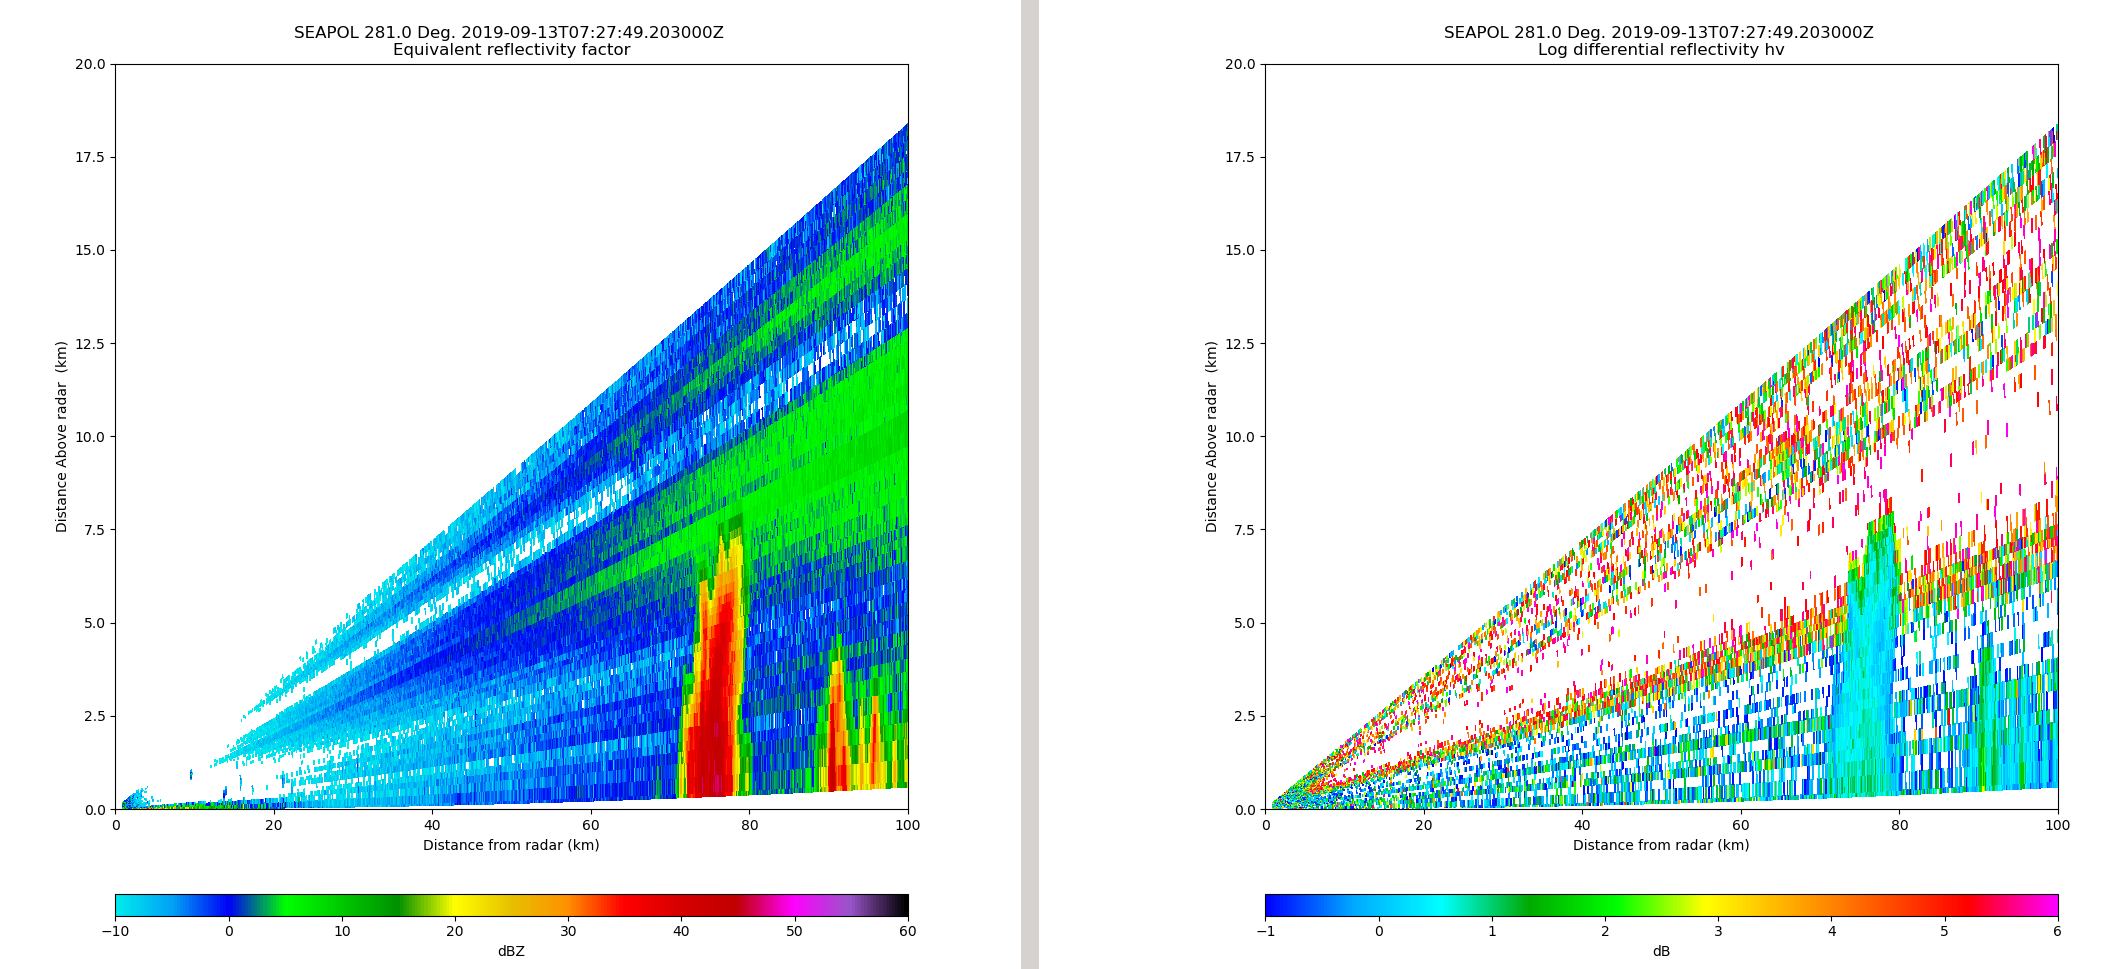 SEAPOL 281.0 Deg. 2019-09-13T07:27:49.203000Z
Equivalent reflectivity factor
20.0
17.5
15.0
12.5
10.0
7.5
5.0
2.5
0.0
Distance Above radar (km)
0 20 40 60 80 100
Distance from radar (km)
−10 0 10 20 30 40 50 60
dBZ
SEAPOL 281.0 Deg. 2019-09-13T07:27:49.203000Z
Log differential reflectivity hv
20.0
17.5
15.0
12.5
10.0
7.5
5.0
2.5
0.0
Distance Above radar (km)
0 20 40 60 80 100
Distance from radar (km)
−1 0 1 2 3 4 5 6
dB